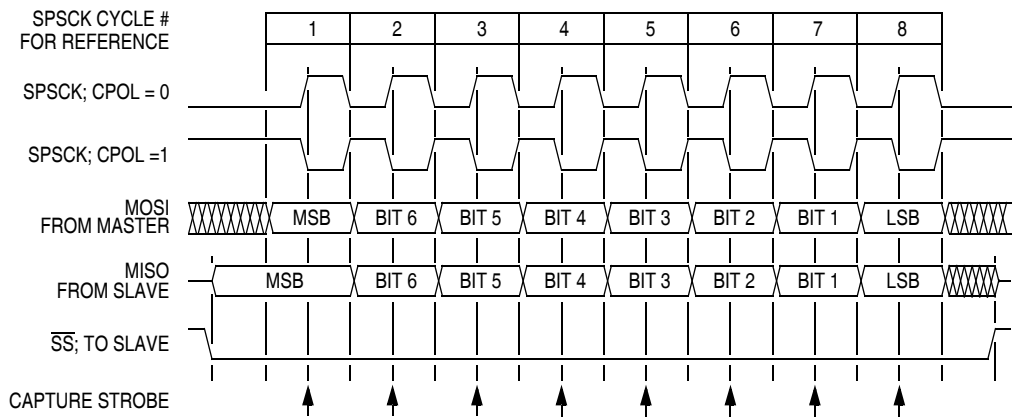 SPSCK CYCLE #
FOR REFERENCE
1 2 3 4 5 6 7 8
SPSCK; CPOL = 0
SPSCK; CPOL =1
MOSI
FROM MASTER
MSB BIT 6 BIT 5 BIT 4 BIT 3 BIT 2 BIT 1 LSB
MISO
FROM SLAVE
MSB BIT 6 BIT 5 BIT 4 BIT 3 BIT 2 BIT 1 LSB
SS; TO SLAVE
CAPTURE STROBE